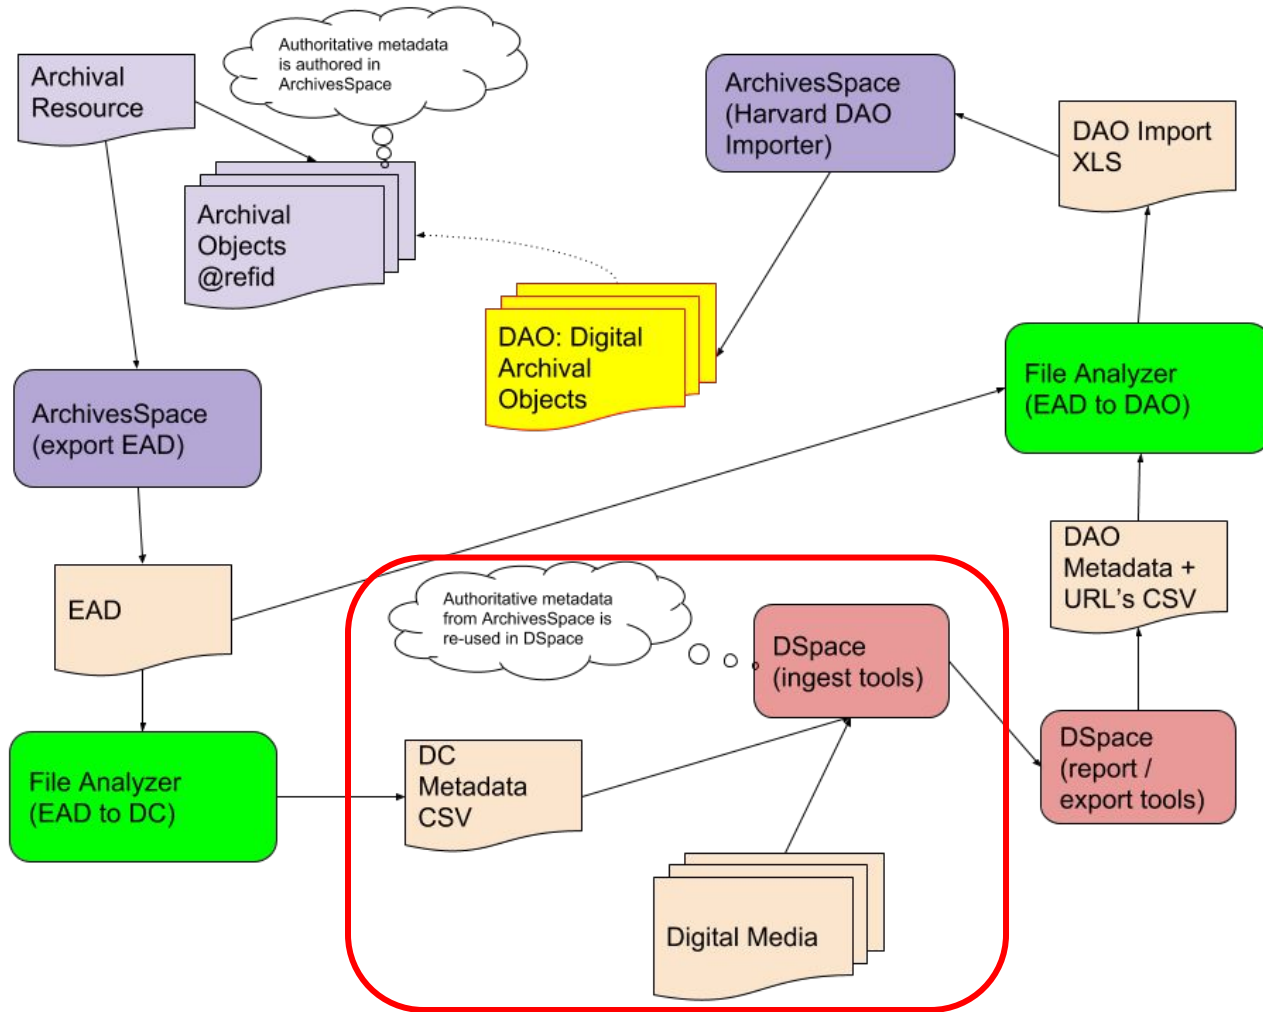 Authoritative metadata
is authored in
ArchivesSpace
Archival
Resource
Archival
Objects
@refid
ArchivesSpace
(Harvard DAO
Importer)
DAO Import
XLS
DAO: Digital
Archival
Objects
File Analyzer
(EAD to DAO)
ArchivesSpace
(export EAD)
EAD
DAO
Metadata +
URL's CSV
Authoritative metadata
from ArchivesSpace is
re-used in DSpace
DSpace
(ingest tools)
DSpace
(report /
export tools)
File Analyzer
(EAD to DC)
DC
Metadata
CSV
Digital Media